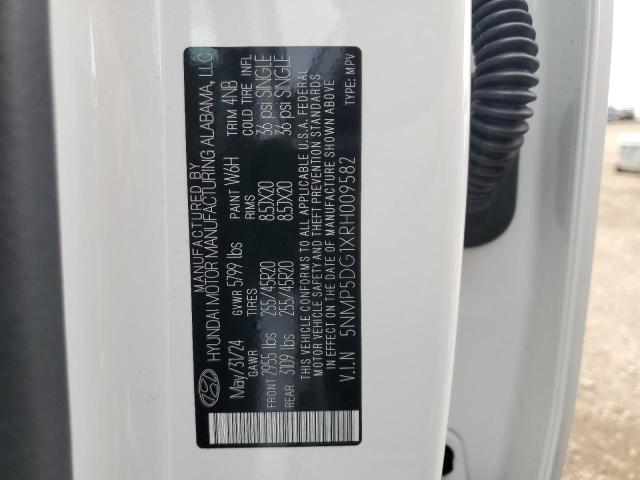 MANUFACTURED BY
HYUNDAI MOTOR MANUFACTURING ALABAMA, LLC
May/31/24 GVWR 5799 lbs PAINT W6H TRIM 4NB
GAWR TIRES RIMS COLD TIRE INFL
FRONT 2955 lbs 255/45R20 8.5JX20 36 psi SINGLE
REAR 3109 lbs 255/45R20 8.5JX20 36 psi SINGLE
THIS VEHICLE CONFORMS TO ALL APPLICABLE U.S.A. FEDERAL
MOTOR VEHICLE SAFETY AND THEFT PREVENTION STANDARDS
IN EFFECT ON THE DATE OF MANUFACTURE SHOWN ABOVE
V.I.N 5NMP5DG1XRH009582 TYPE: MPV